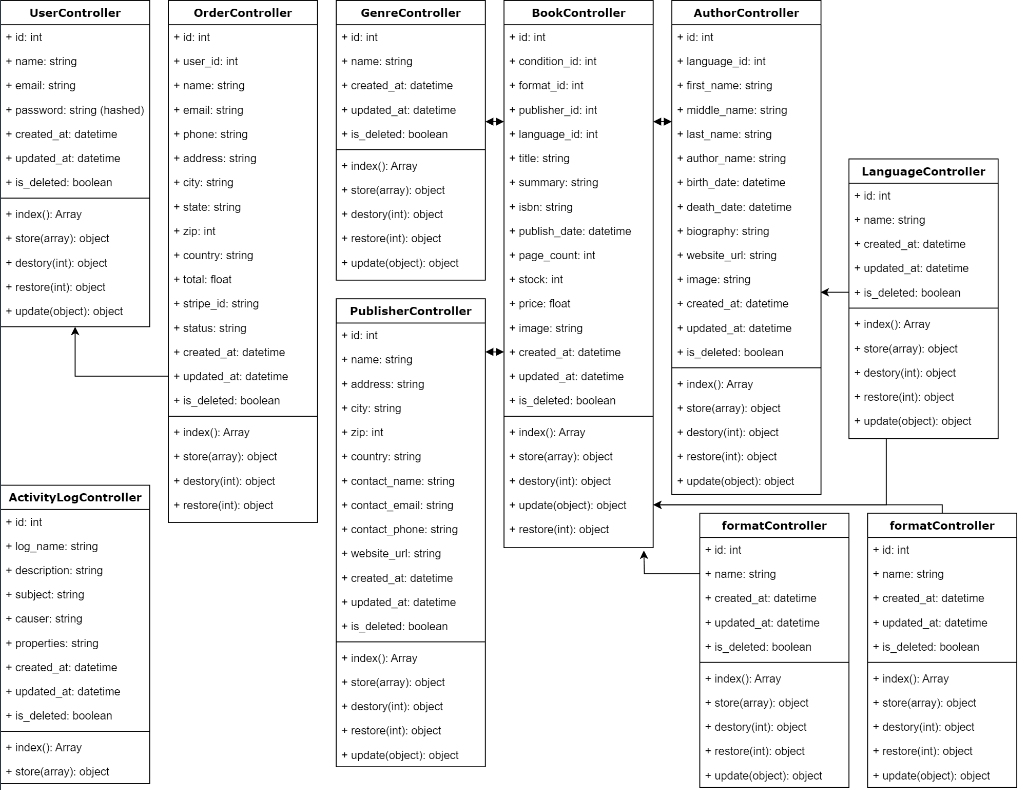 UserController
+ id: int
+ name: string
+ email: string
+ password: string (hashed)
+ created_at: datetime
+ updated_at: datetime
+ is_deleted: boolean
+ index(): Array
+ store(array): object
+ destory(int): object
+ restore(int): object
+ update(object): object
OrderController
+ id: int
+ user_id: int
+ name: string
+ email: string
+ phone: string
+ address: string
+ city: string
+ state: string
+ zip: int
+ country: string
+ total: float
+ stripe_id: string
+ status: string
+ created_at: datetime
+ updated_at: datetime
+ is_deleted: boolean
+ index(): Array
+ store(array): object
+ destory(int): object
+ restore(int): object
GenreController
+ id: int
+ name: string
+ created_at: datetime
+ updated_at: datetime
+ is_deleted: boolean
+ index(): Array
+ store(array): object
+ destory(int): object
+ restore(int): object
+ update(object): object
BookController
+ id: int
+ condition_id: int
+ format_id: int
+ publisher_id: int
+ language_id: int
+ title: string
+ summary: string
+ isbn: string
+ publish_date: datetime
+ page_count: int
+ stock: int
+ price: float
+ image: string
+ created_at: datetime
+ updated_at: datetime
+ is_deleted: boolean
+ index(): Array
+ store(array): object
+ destory(int): object
+ update(object): object
+ restore(int): object
AuthorController
+ id: int
+ language_id: int
+ first_name: string
+ middle_name: string
+ last_name: string
+ author_name: string
+ birth_date: datetime
+ death_date: datetime
+ biography: string
+ website_url: string
+ image: string
+ created_at: datetime
+ updated_at: datetime
+ is_deleted: boolean
+ index(): Array
+ store(array): object
+ destory(int): object
+ restore(int): object
+ update(object): object
LanguageController
+ id: int
+ name: string
+ created_at: datetime
+ updated_at: datetime
+ is_deleted: boolean
+ index(): Array
+ store(array): object
+ destory(int): object
+ restore(int): object
+ update(object): object
PublisherController
+ id: int
+ name: string
+ address: string
+ city: string
+ zip: int
+ country: string
+ contact_name: string
+ contact_email: string
+ contact_phone: string
+ website_url: string
+ created_at: datetime
+ updated_at: datetime
+ is_deleted: boolean
+ index(): Array
+ store(array): object
+ destory(int): object
+ restore(int): object
+ update(object): object
ActivityLogController
+ id: int
+ log_name: string
+ description: string
+ subject: string
+ causer: string
+ properties: string
+ created_at: datetime
+ updated_at: datetime
+ is_deleted: boolean
+ index(): Array
+ store(array): object
formatController
+ id: int
+ name: string
+ created_at: datetime
+ updated_at: datetime
+ is_deleted: boolean
+ index(): Array
+ store(array): object
+ destory(int): object
+ restore(int): object
+ update(object): object
formatController
+ id: int
+ name: string
+ created_at: datetime
+ updated_at: datetime
+ is_deleted: boolean
+ index(): Array
+ store(array): object
+ destory(int): object
+ restore(int): object
+ update(object): object